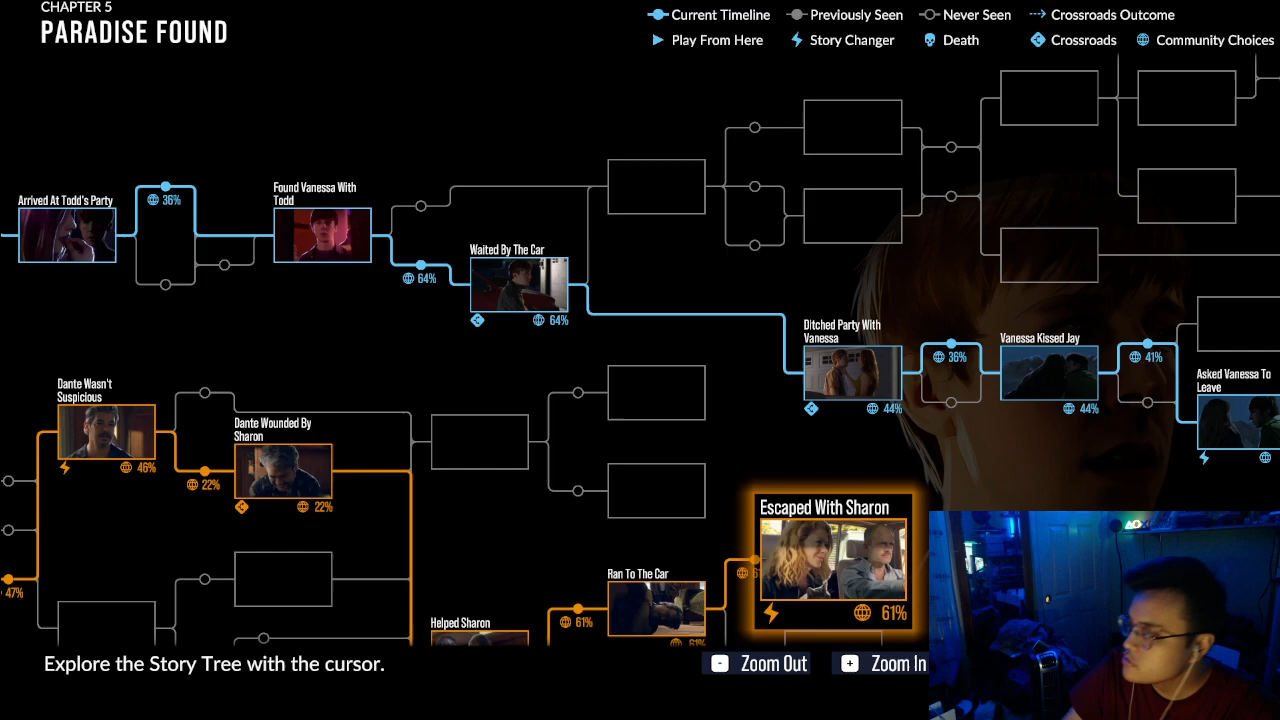 CHAPTER 5
PARADISE FOUND
Current Timeline
Previously Seen
Never Seen
Crossroads Outcome
Play From Here
Story Changer
Death
Crossroads
Community Choices
Arrived At Todd's Party
36%
Found Vanessa With
Todd
64%
Waited By The Car
64%
Ditched Party With
Vanessa
44%
36%
Vanessa Kissed Jay
44%
41%
Asked Vanessa To
Leave
Dante Wasn't
Suspicious
46%
22%
Dante Wounded By
Sharon
22%
47%
Helped Sharon
61%
Ran To The Car
61%
Escaped With Sharon
61%
Explore the Story Tree with the cursor.
- Zoom Out
+ Zoom In